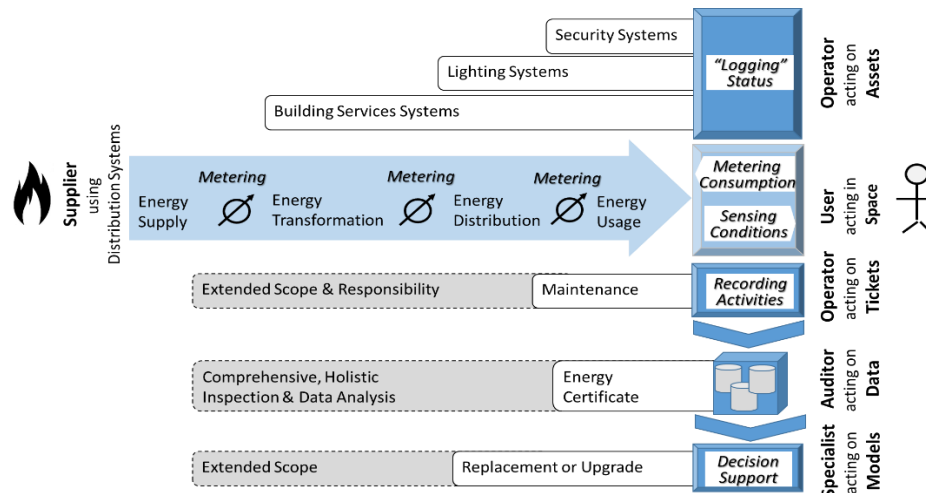 Security Systems
Lighting Systems
Building Services Systems
"Logging"
Status
Operator
acting on
Assets
Supplier
using
Distribution Systems
Metering
Metering
Metering
Energy
Supply
Energy
Transformation
Energy
Distribution
Energy
Usage
Metering
Consumption
Sensing
Conditions
User
acting in
Space
Extended Scope & Responsibility
Maintenance
Recording
Activities
Operator
acting on
Tickets
Comprehensive, Holistic
Inspection & Data Analysis
Energy
Certificate
Auditor
acting on
Data
Extended Scope
Replacement or Upgrade
Decision
Support
Specialist
acting on
Models